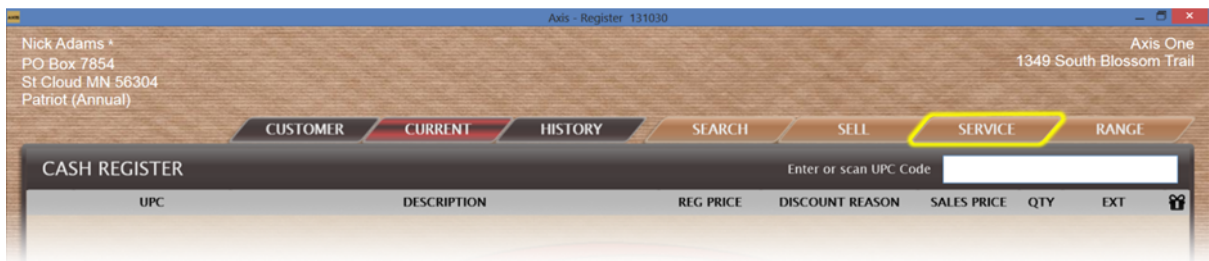 Axis - Register 131030
Nick Adams *
PO Box 7854
St Cloud MN 56304
Patriot (Annual)
Axis One
1349 South Blossom Trail
CUSTOMER CURRENT HISTORY SEARCH SELL SERVICE RANGE
CASH REGISTER Enter or scan UPC Code
UPC DESCRIPTION REG PRICE DISCOUNT REASON SALES PRICE QTY EXT